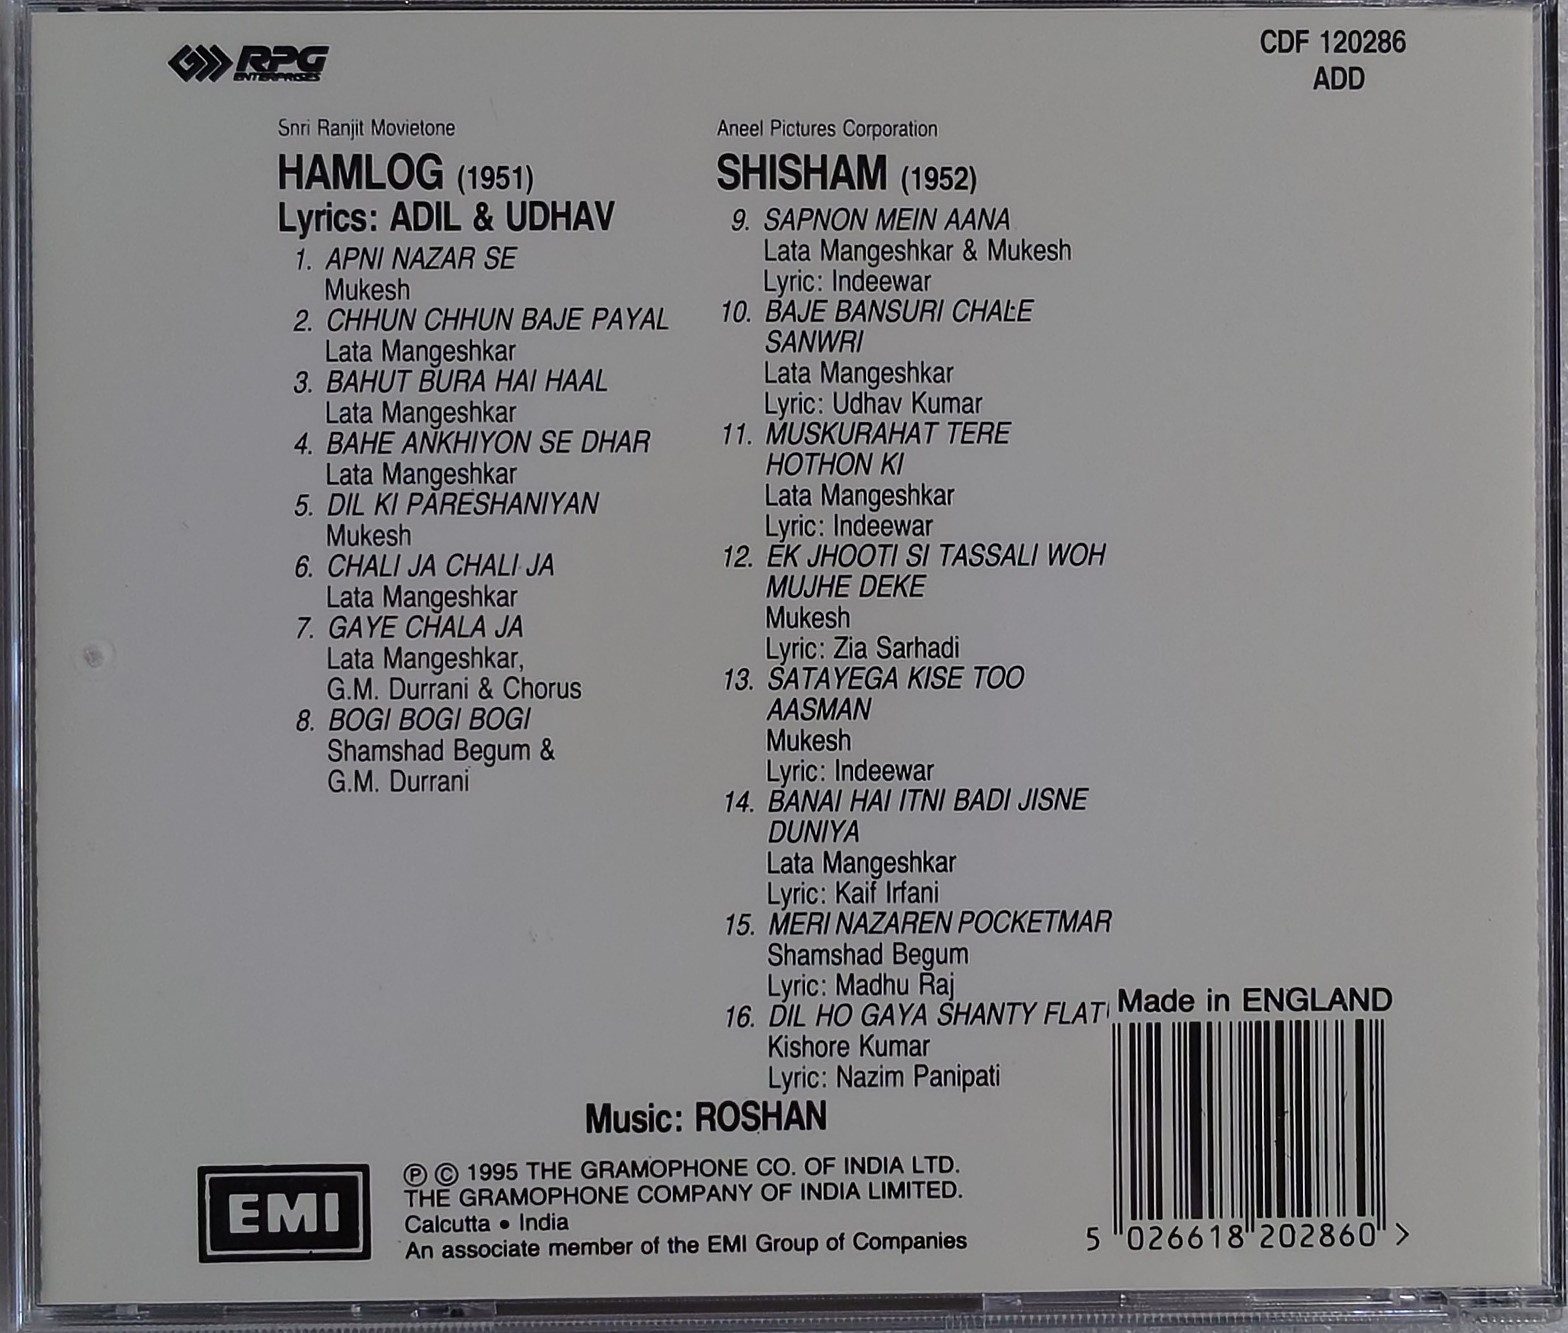 RPG
ENTERPRISES
CDF 120286
ADD
Snri Ranjit Movietone
HAMLOG (1951)
Lyrics: ADIL & UDHAV
1. APNI NAZAR SE
Mukesh
2. CHHUN CHHUN BAJE PAYAL
Lata Mangeshkar
3. BAHUT BURA HAI HAAL
Lata Mangeshkar
4. BAHE ANKHIYON SE DHAR
Lata Mangeshkar
5. DIL KI PARESHANIYAN
Mukesh
6. CHALI JA CHALI JA
Lata Mangeshkar
7. GAYE CHALA JA
Lata Mangeshkar,
G.M. Durrani & Chorus
8. BOGI BOGI BOGI
Shamshad Begum &
G.M. Durrani
Aneel Pictures Corporation
SHISHAM (1952)
9. SAPNON MEIN AANA
Lata Mangeshkar & Mukesh
Lyric: Indeewar
10. BAJE BANSURI CHALE
SANWRI
Lata Mangeshkar
Lyric: Udhav Kumar
11. MUSKURAHAT TERE
HOTHON KI
Lata Mangeshkar
Lyric: Indeewar
12. EK JHOOTI SI TASSALI WOH
MUJHE DEKE
Mukesh
Lyric: Zia Sarhadi
13. SATAYEGA KISE TOO
AASMAN
Mukesh
Lyric: Indeewar
14. BANAI HAI ITNI BADI JISNE
DUNIYA
Lata Mangeshkar
Lyric: Kaif Irfani
15. MERI NAZAREN POCKETMAR
Shamshad Begum
Lyric: Madhu Raj
16. DIL HO GAYA SHANTY FLAT
Kishore Kumar
Lyric: Nazim Panipati
Music: ROSHAN
Made in ENGLAND
5 026618 202860 >
EMI
Ⓟ © 1995 THE GRAMOPHONE CO. OF INDIA LTD.
THE GRAMOPHONE COMPANY OF INDIA LIMITED.
Calcutta • India
An associate member of the EMI Group of Companies